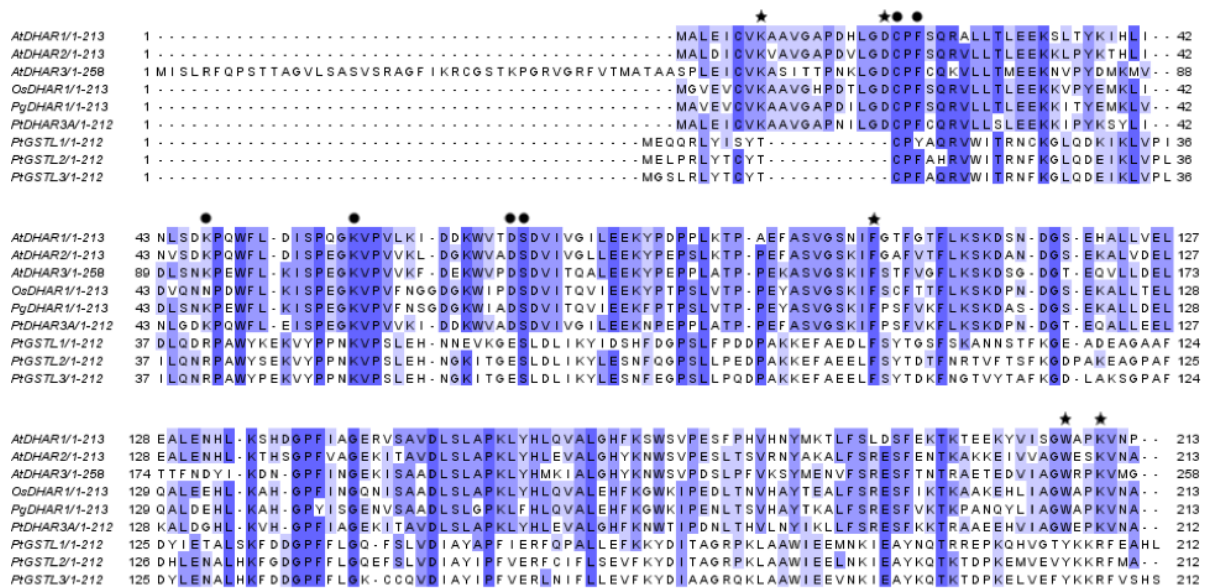 ★ ★ ● ●
AtDHAR1/1-213 1 ----------------------------------------------MALEICVKAAVGAPDHLGDCPFSQRALLTLEEKSLTYKIHLI-- 42
AtDHAR2/1-213 1 ----------------------------------------------MALDICVKVAVGAPDVLGDCPFSQRVLLTLEEKKLPYKTHLI-- 42
AtDHAR3/1-258 1 MISLRFQPSTTAGVLSASVSRAGFIKRCGSTKPGRVGRFVTMATAASPLEICVKASITTPNKLGDCPFCQKVLLTMEEKNVPYDMKMV-- 88
OsDHAR1/1-213 1 ----------------------------------------------MGVEVCVKAAVGHPDTLGDCPFSQRVLLTLEEKKVPYEMKLI-- 42
PgDHAR1/1-213 1 ----------------------------------------------MAVEVCVKAAVGAPDILGDCPFSQRVLLTLEEKKITYEMKLV-- 42
PtDHAR3A/1-212 1 ----------------------------------------------MALEICVKAAVGAPNILGDCPFCQRVLLSLEEKKIPYKSYLI-- 42
PtGSTL1/1-212 1 -------------------------------------------MEQQRLYISYT-----------CPYAQRVWITRNCKGLQDKIKLVPL 36
PtGSTL2/1-212 1 -------------------------------------------MELPRLYTCYT-----------CPFAHRVWITRNFKGLQDEIKLVPI 36
PtGSTL3/1-212 1 -------------------------------------------MGSLRLYTCYT-----------CPFAQRVWITRNFKGLQDEIKLVPL 36
● ● ● ● ★
AtDHAR1/1-213 43 NLSDKPQWFL-DISPQGKVPVLKI-DDKWVTDSDVIVGILEEKYPDPPLKTP-AEFASVGSNIFGTFGTFLKSKDSN-DGS-EHALLVEL 127
AtDHAR2/1-213 43 NVSDKPQWFL-DISPEGKVPVVKL-DGKWVADSDVIVGLLEEKYPEPSLKTP-PEFASVGSKIFGAFVTFLKSKDAN-DGS-EKALVDEL 127
AtDHAR3/1-258 89 DLSNKPEWFL-KISPEGKVPVVKF-DEKWVPDSDVITQALEEKYPEPPLATP-PEKASVGSKIFSTFVGFLKSKDSG-DGT-EQVLLDEL 173
OsDHAR1/1-213 43 DVQNNPDWFL-KISPEGKVPVFNGGDGKWIPDSDVITQVIEEKYPTPSLVTP-PEYASVGSKIFSCFTTFLKSKDPN-DGS-EKALLTEL 128
PgDHAR1/1-213 43 DLSNKPEWFL-KISPEGKVPVFNSGDGKWIADSDVITQVIEEKFPTPSLVTP-PEYASVGSKIFPSFVKFLKSKDAS-DGS-EKALLDEL 128
PtDHAR3A/1-212 43 NLGDKPQWFL-EISPEGKVPVVKI-DDKWVADSDVIVGILEEKNPEPPLATP-PEFASVGSKIFPSFVKFLKSKDPN-DGT-EQALLEEL 127
PtGSTL1/1-212 37 DLQDRPAWYKEKVYPPNKVPSLEH-NNEVKGESLDLIKYIDSHFDGPSLFPDDPAKKEFAEDLFSYTGSFSKANNSTFKGE-ADEAGAAF 124
PtGSTL2/1-212 37 ILQNRPAWYSEKVYPPNKVPSLEH-NGKITGESLDLIKYLESNFQGPSLLPEDPAKKEFAEELFSYTDTFNRTVFTSFKGDPAKEAGPAF 125
PtGSTL3/1-212 37 ILQNRPAWYPEKVYPPNKVPSLEH-NGKITGESLDLIKYLESNFEGPSLLPQDPAKKEFAEELFSYTDKFNGTVYTAFKGD-LAKSGPAF 124
★ ★
AtDHAR1/1-213 128 EALENHL-KSHDGPFIAGERVSAVDLSLAPKLYHLQVALGHFKSWSVPESFPHVHNYMKTLFSLDSFEKTKTEEKYVISGWAPKVNP-- 213
AtDHAR2/1-213 128 EALENHL-KTHSGPFVAGEKITAVDLSLAPKLYHLEVALGHYKNWSVPESLTSVRNYAKALFSRESFENTKAKKEIVVAGWESKVNA-- 213
AtDHAR3/1-258 174 TTFNDYI-KDN-GPFINGEKISAADLSLAPKLYHMKIALGHYKNWSVPDSLPFVKSYMENVFSRESFTNTRAETEDVIAGWRPKVMG-- 258
OsDHAR1/1-213 129 QALEEHL-KAH-GPFINGQNISAADLSLAPKLYHLQVALEHFKGWKIPEDLTNVHAYTEALFSRESFIKTKAAKEHLIAGWAPKVNA-- 213
PgDHAR1/1-213 129 QALDEHL-KAH-GPYISGENVSAADLSLGPKLFHLQVALEHFKGWKIPENLTSVHAYTKALFSRESFVKTKPANQYLIAGWAPKVNA-- 213
PtDHAR3A/1-212 128 KALDGHL-KVH-GPFIAGEKITAVDLSLAPKLYHLEVALGHFKNWTIPDNLTHVLNYIKLLFSRESFKKTRAAEEHVIAGWEPKVNA-- 212
PtGSTL1/1-212 125 DYIETALSKFDDGPFFLGQ-FSLVDIAYAPFIERFQPALLEFKKYDITAGRPKLAAWIEEMNKIEAYNQTRREPKQHVGTYKKRFEAHL 212
PtGSTL2/1-212 126 DHLENALHKFGDGPFFLGQEFSLVDIAYIPFVERFCIFLSEVFKYDITAGRPKLAAWIEELNKIEAYKQTKTDPKEMVEVYKKRFLA-- 212
PtGSTL3/1-212 125 DYLENALHKFDDGPFFLGK-CCQVDIAYIPFVERLNIFLLEVFKYDIAAGRQKLAAWIEEVNKIEAYKQTKTDPKELVEFYKKRFVSHS 212